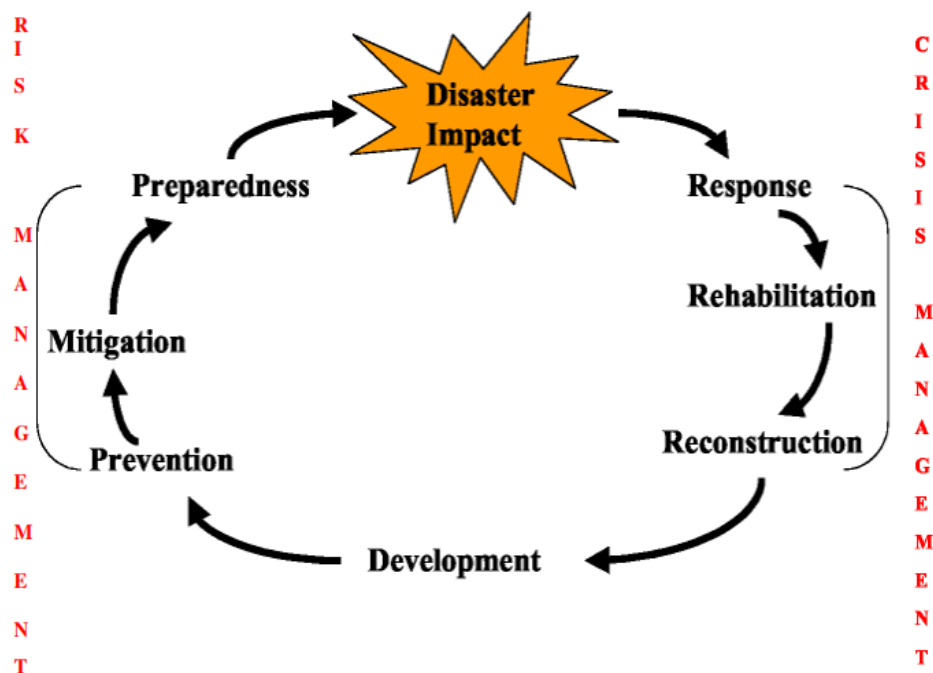 RISK MANAGEMENT
Disaster
Impact
Preparedness
Response
Mitigation
Rehabilitation
Prevention
Reconstruction
Development
CRISIS MANAGEMENT